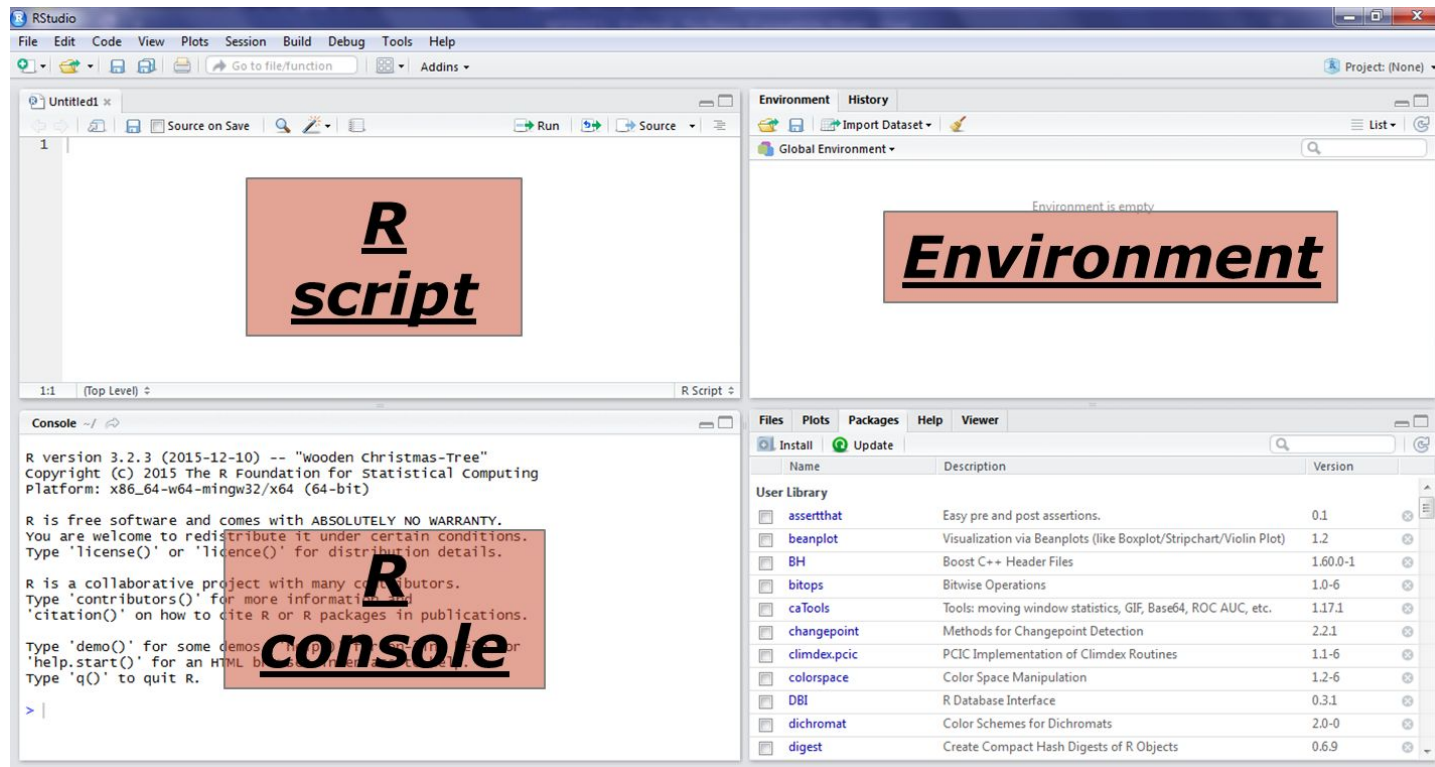 RStudio
File Edit Code View Plots Session Build Debug Tools Help
Go to file/function Addins Project: (None)
Untitled1
Source on Save Run Source
1
R
script
1:1 (Top Level) R Script
Environment History
Import Dataset List
Global Environment
Environment is empty
Environment
Console ~/
R version 3.2.3 (2015-12-10) -- "Wooden Christmas-Tree"
Copyright (C) 2015 The R Foundation for Statistical Computing
Platform: x86_64-w64-mingw32/x64 (64-bit)
R is free software and comes with ABSOLUTELY NO WARRANTY.
You are welcome to redistribute it under certain conditions.
Type 'license()' or 'licence()' for distribution details.
R is a collaborative project with many contributors.
Type 'contributors()' for more information and
'citation()' on how to cite R or R packages in publications.
Type 'demo()' for some demos, 'help()' for on-line help, or
'help.start()' for an HTML browser interface to help.
Type 'q()' to quit R.
>
R
console
Files Plots Packages Help Viewer
Install Update
Name Description Version
User Library
assertthat Easy pre and post assertions. 0.1
beanplot Visualization via Beanplots (like Boxplot/Stripchart/Violin Plot) 1.2
BH Boost C++ Header Files 1.60.0-1
bitops Bitwise Operations 1.0-6
caTools Tools: moving window statistics, GIF, Base64, ROC AUC, etc. 1.17.1
changepoint Methods for Changepoint Detection 2.2.1
climdex.pcic PCIC Implementation of Climdex Routines 1.1-6
colorspace Color Space Manipulation 1.2-6
DBI R Database Interface 0.3.1
dichromat Color Schemes for Dichromats 2.0-0
digest Create Compact Hash Digests of R Objects 0.6.9